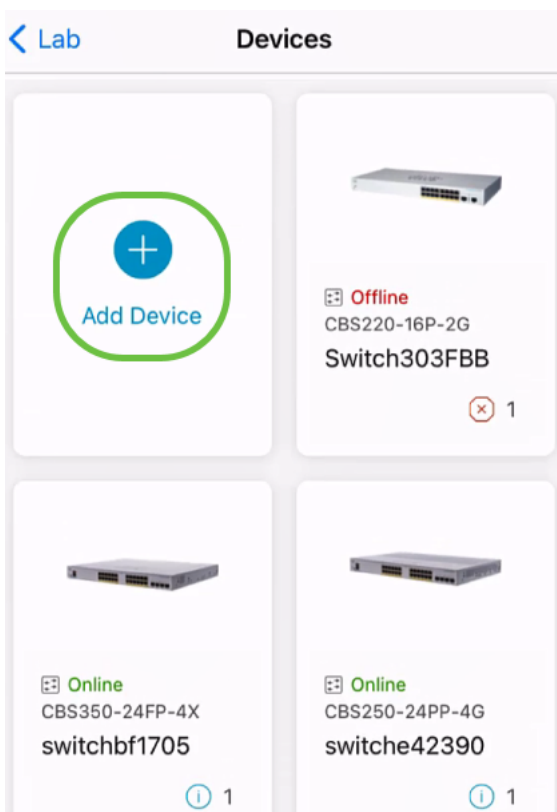 Lab
Devices
Add Device
Offline
CBS220-16P-2G
Switch303FBB
1
Online
CBS350-24FP-4X
switchbf1705
1
Online
CBS250-24PP-4G
switche42390
1